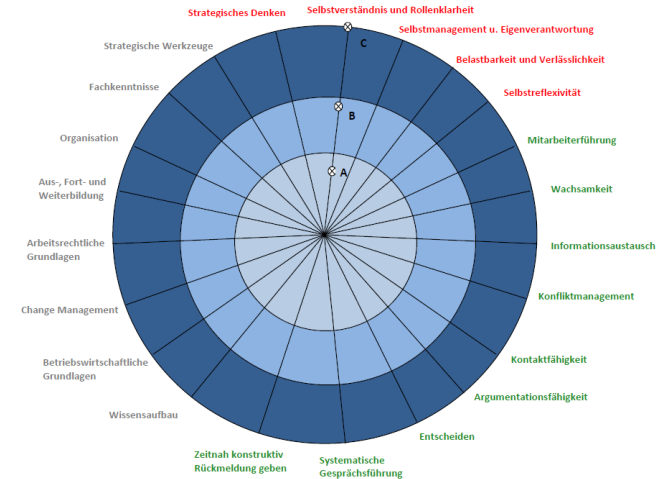 Strategisches Denken
Selbstverständnis und Rollenklarheit
Selbstmanagement u. Eigenverantwortung
Belastbarkeit und Verlässlichkeit
Selbstreflexivität
Mitarbeiterführung
Wachsamkeit
Informationsaustausch
Konfliktmanagement
Kontaktfähigkeit
Argumentationsfähigkeit
Entscheiden
Systematische
Gesprächsführung
Zeitnah konstruktiv
Rückmeldung geben
Wissensaufbau
Betriebswirtschaftliche
Grundlagen
Change Management
Arbeitsrechtliche
Grundlagen
Aus-, Fort- und
Weiterbildung
Organisation
Fachkenntnisse
Strategische Werkzeuge
C
B
A